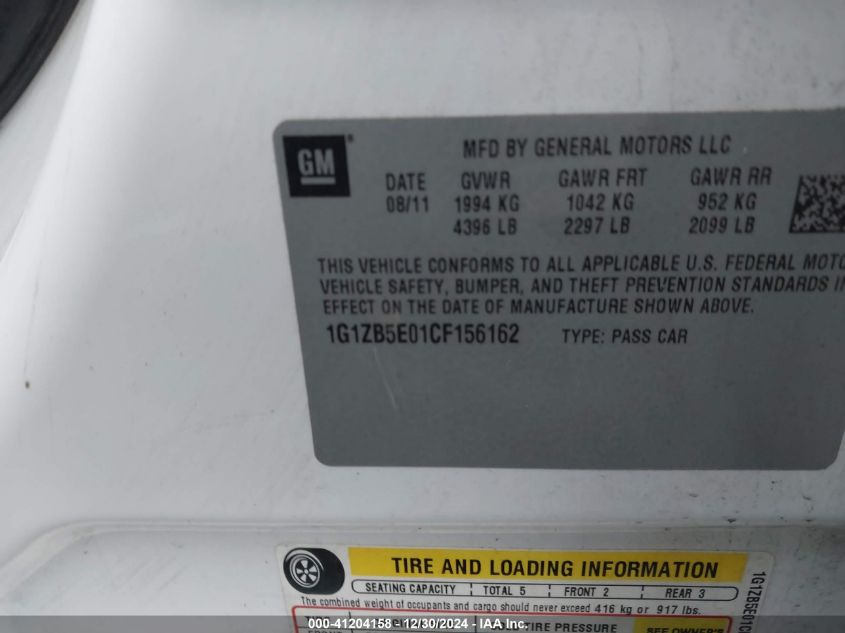 GM ®
MFD BY GENERAL MOTORS LLC
DATE GVWR GAWR FRT GAWR RR
08/11 1994 KG 1042 KG 952 KG
4396 LB 2297 LB 2099 LB
THIS VEHICLE CONFORMS TO ALL APPLICABLE U.S. FEDERAL MOTO
VEHICLE SAFETY, BUMPER, AND THEFT PREVENTION STANDARDS IN
EFFECT ON THE DATE OF MANUFACTURE SHOWN ABOVE.
1G1ZB5E01CF156162 TYPE: PASS CAR
TIRE AND LOADING INFORMATION
SEATING CAPACITY TOTAL 5 FRONT 2 REAR 3
The combined weight of occupants and cargo should never exceed 416 kg or 917 lbs.
TIRE PRESSURE SEE OWNER'S
1G1ZB5E01C
000-41204158 - 12/30/2024 - IAA Inc.